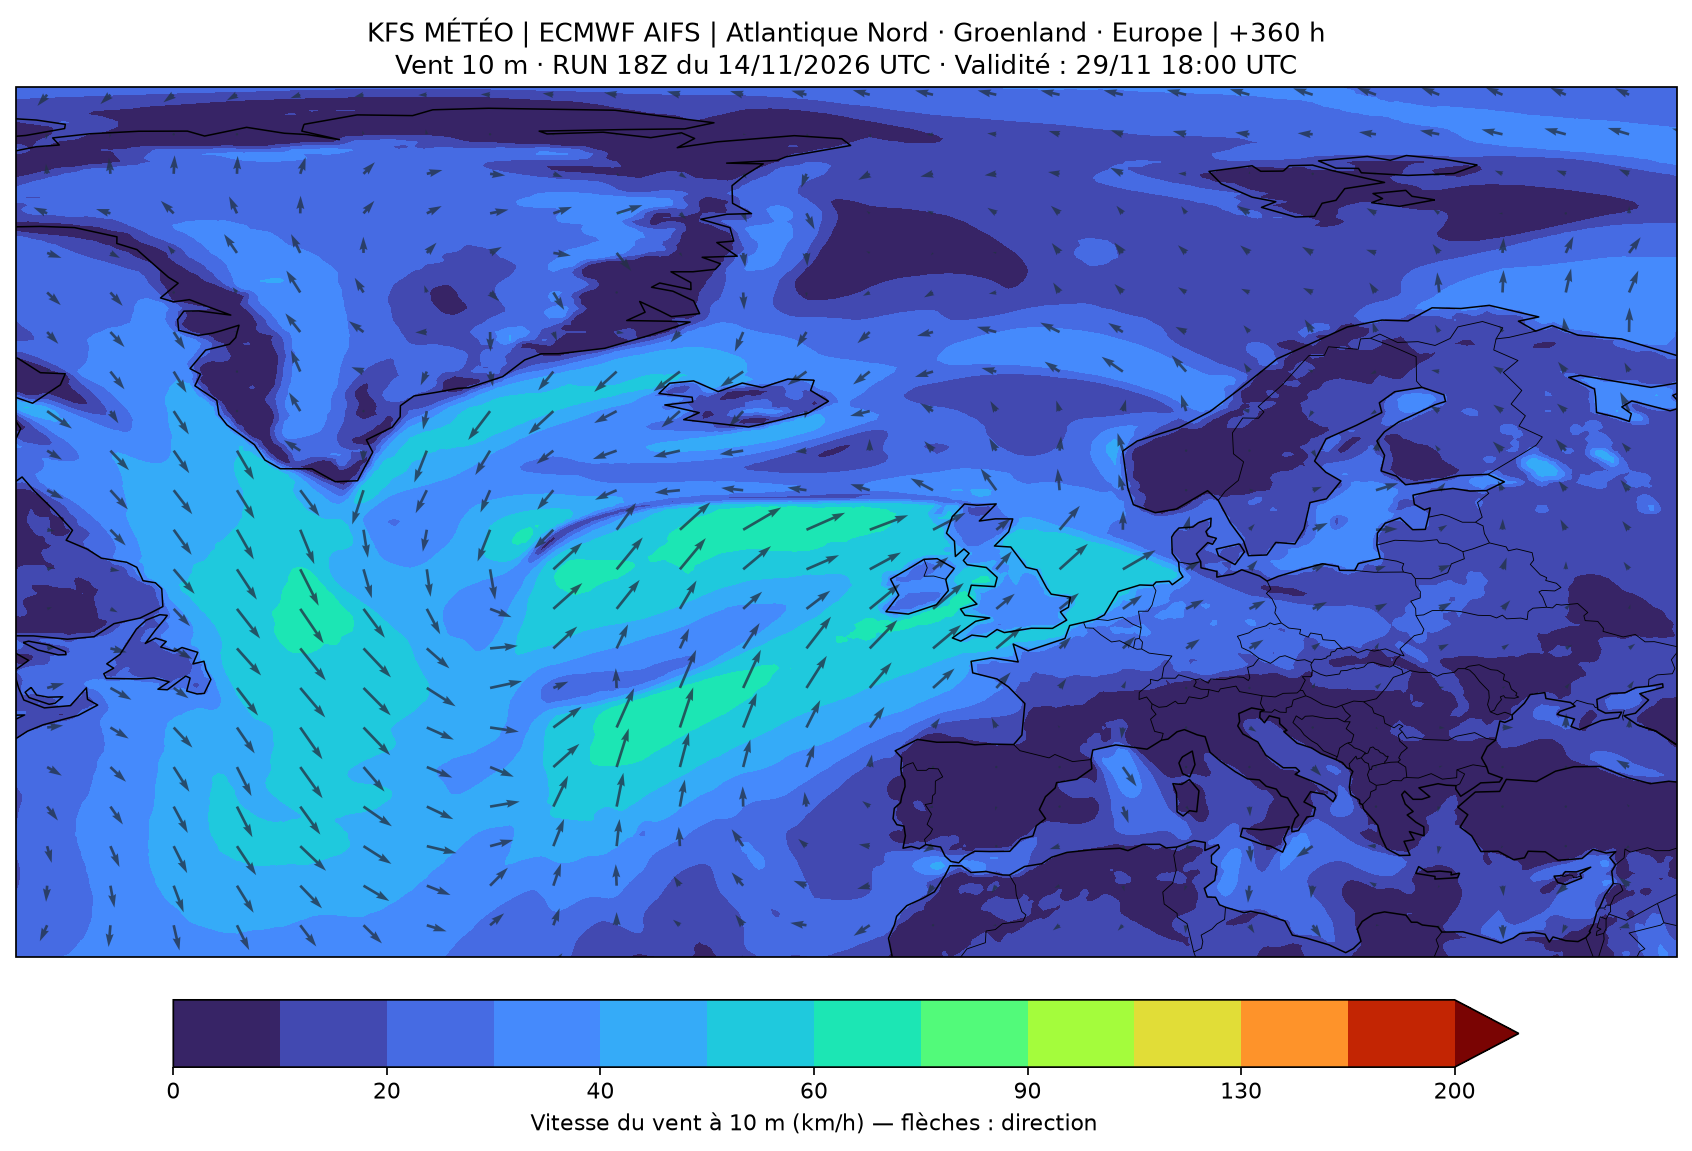 KFS MÉTÉO | ECMWF AIFS | Atlantique Nord · Groenland · Europe | +360 h
Vent 10 m · RUN 18Z du 14/11/2026 UTC · Validité : 29/11 18:00 UTC
0 20 40 60 90 130 200
Vitesse du vent à 10 m (km/h) — flèches : direction